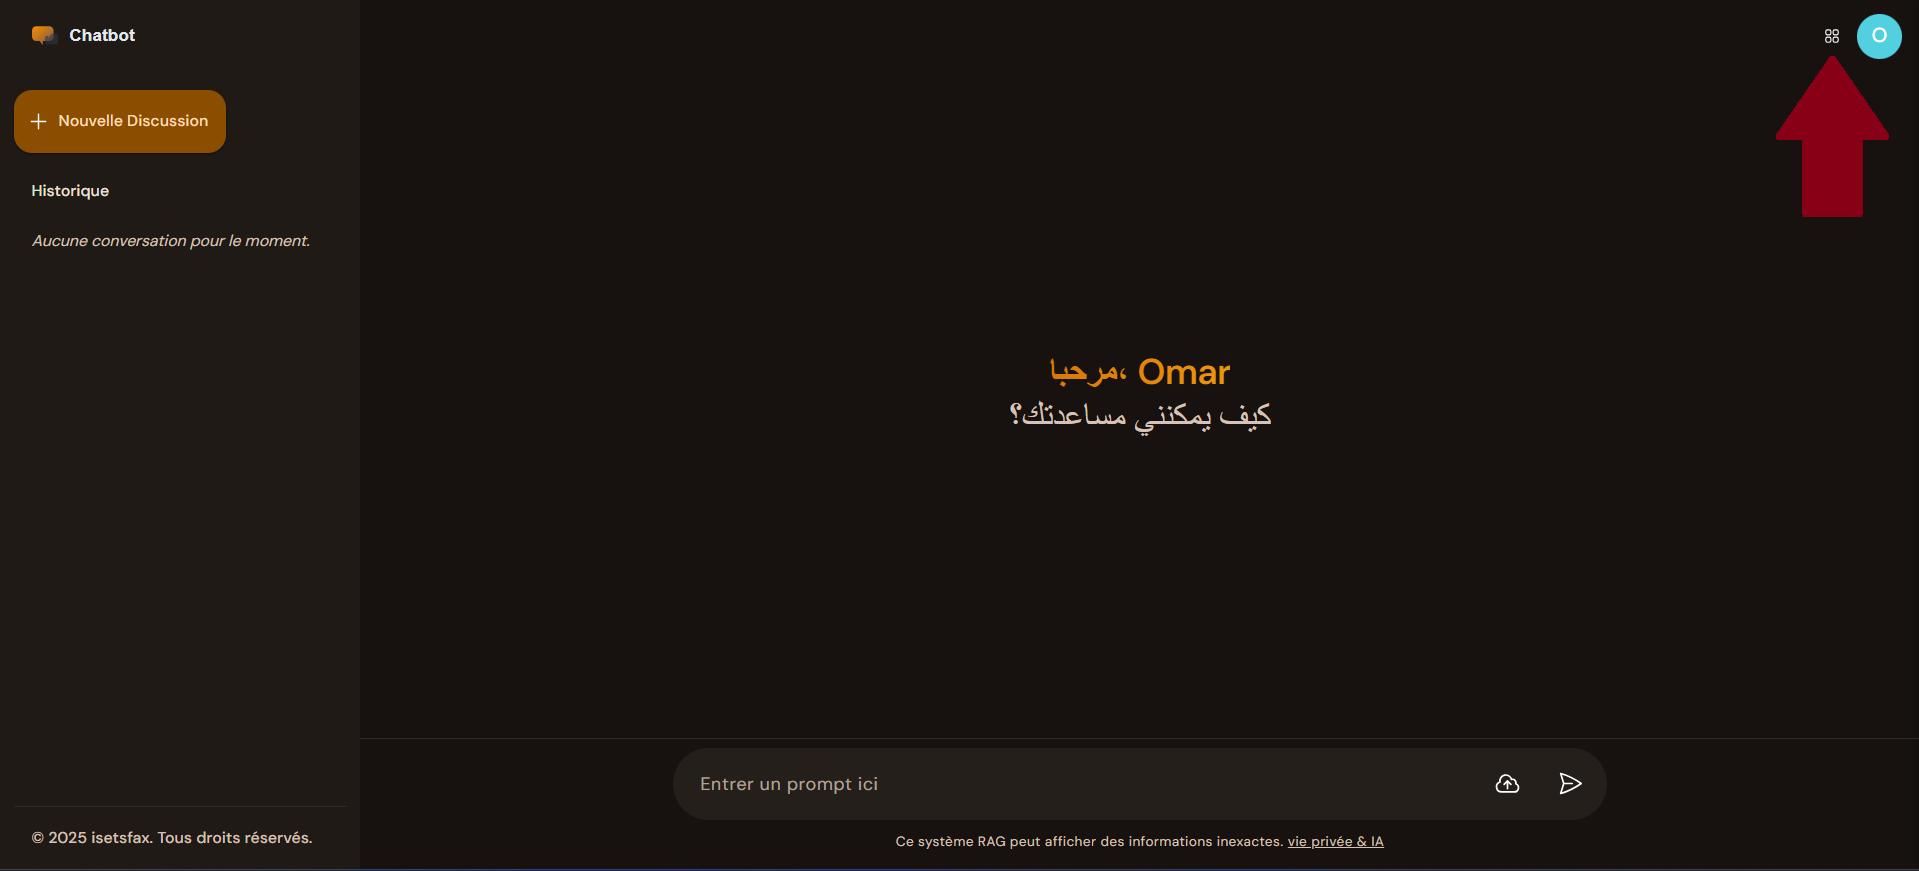 Chatbot
O
Nouvelle Discussion
Historique
Aucune conversation pour le moment.
مرحبا، Omar
كيف يمكنني مساعدتك؟
Entrer un prompt ici
Ce système RAG peut afficher des informations inexactes. vie privée & IA
© 2025 isetsfax. Tous droits réservés.